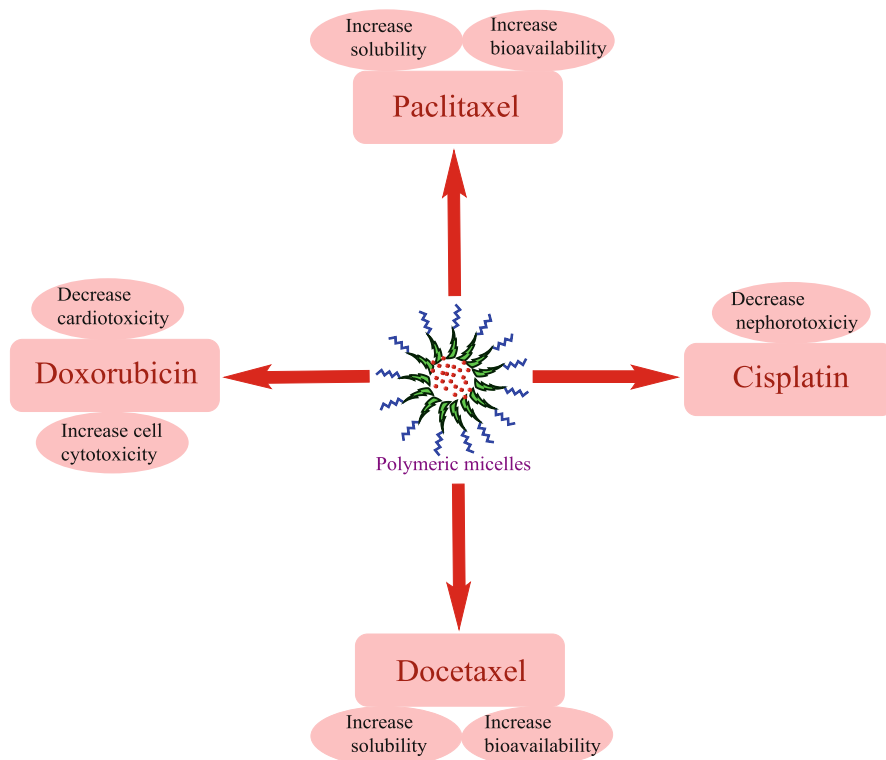 Increase
solubility
Increase
bioavailability
Paclitaxel
Decrease
cardiotoxicity
Doxorubicin
Increase cell
cytotoxicity
Decrease
nephorotoxiciy
Cisplatin
Polymeric micelles
Docetaxel
Increase
solubility
Increase
bioavailability